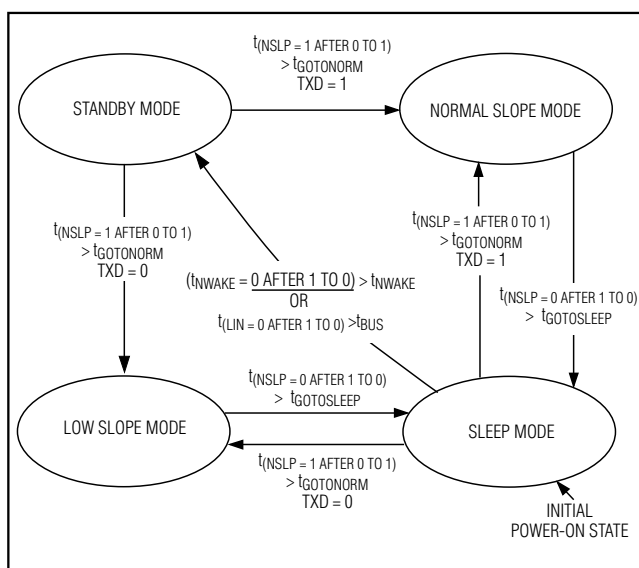 t(NSLP = 1 AFTER 0 TO 1)
> tGOTONORM
TXD = 1
STANDBY MODE
NORMAL SLOPE MODE
t(NSLP = 1 AFTER 0 TO 1)
> tGOTONORM
TXD = 0
t(NSLP = 1 AFTER 0 TO 1)
> tGOTONORM
TXD = 1
(tNWAKE = 0 AFTER 1 TO 0) > tNWAKE
OR
t(LIN = 0 AFTER 1 TO 0) >tBUS
t(NSLP = 0 AFTER 1 TO 0)
> tGOTOSLEEP
t(NSLP = 0 AFTER 1 TO 0)
> tGOTOSLEEP
LOW SLOPE MODE
SLEEP MODE
t(NSLP = 1 AFTER 0 TO 1)
> tGOTONORM
TXD = 0
INITIAL
POWER-ON STATE